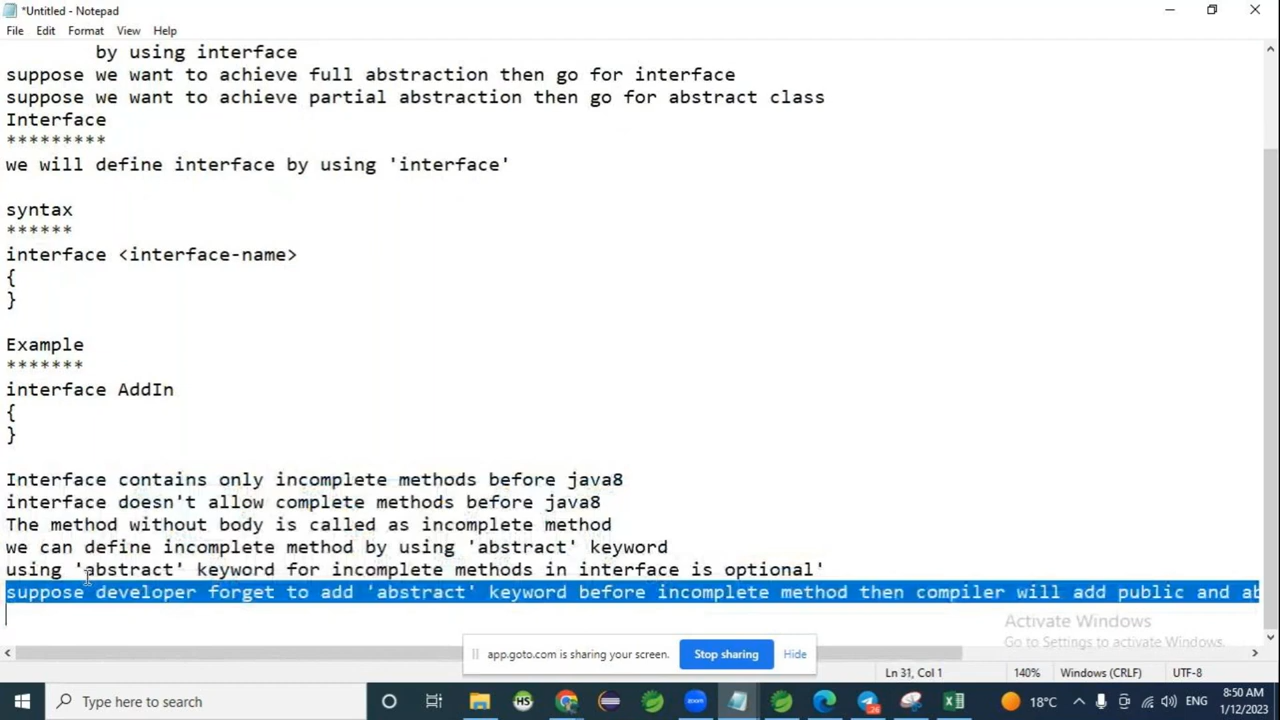 *Untitled - Notepad
File Edit Format View Help
by using interface
suppose we want to achieve full abstraction then go for interface
suppose we want to achieve partial abstraction then go for abstract class
Interface
*********
we will define interface by using 'interface'
syntax
******
interface <interface-name>
{
}
Example
*******
interface AddIn
{
}
Interface contains only incomplete methods before java8
interface doesn't allow complete methods before java8
The method without body is called as incomplete method
we can define incomplete method by using 'abstract' keyword
using 'abstract' keyword for incomplete methods in interface is optional'
suppose developer forget to add 'abstract' keyword before incomplete method then compiler will add public and ab
Activate Windows
Go to Settings to activate Windows.
app.goto.com is sharing your screen. Stop sharing Hide
Ln 31, Col 1 140% Windows (CRLF) UTF-8
Type here to search HS zoom 26 18°C ENG 8:50 AM
1/12/2023